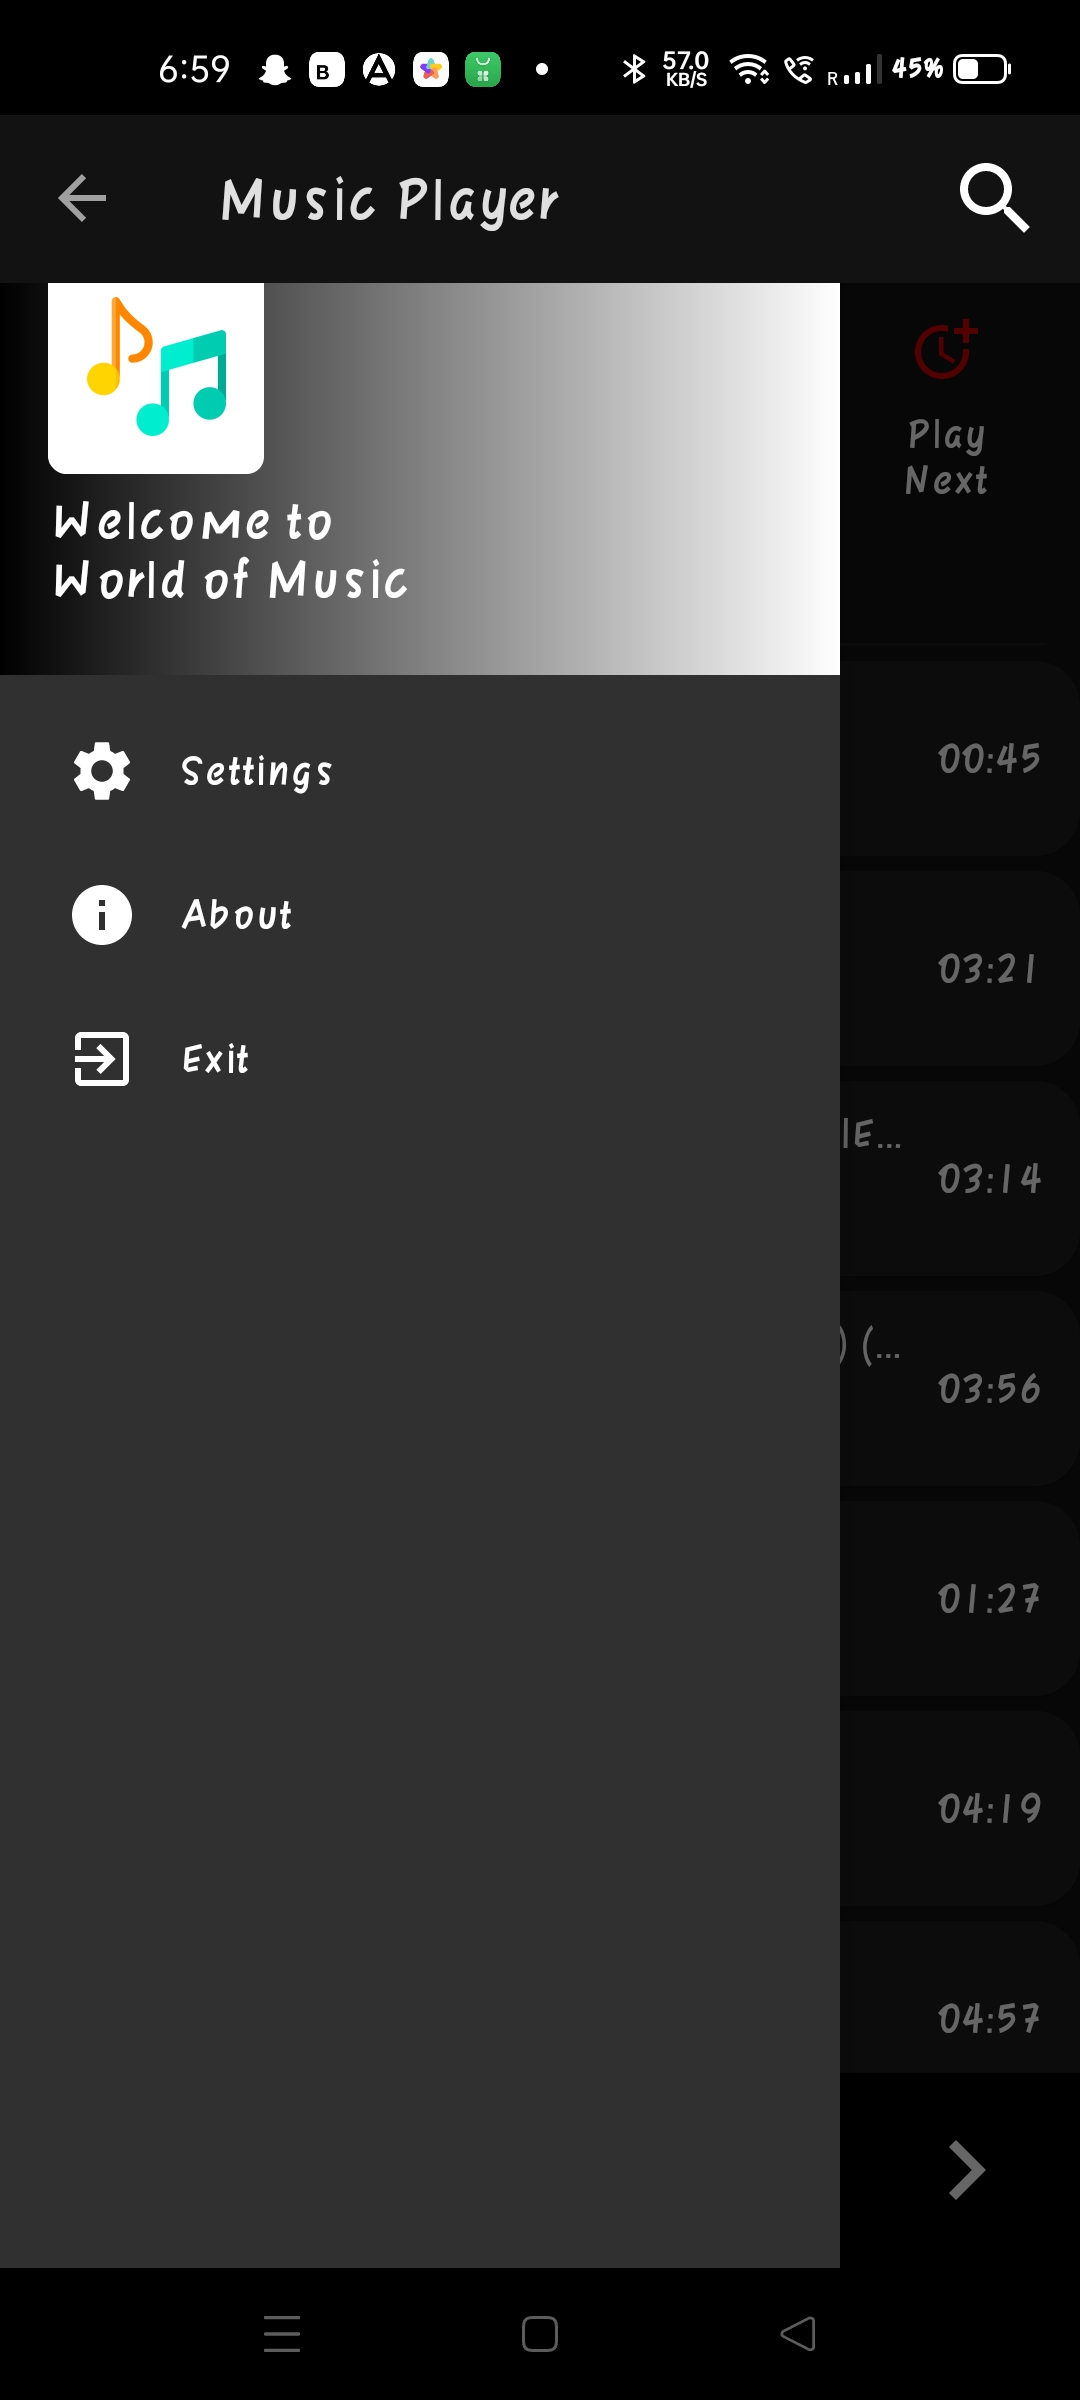 6:59
B
57.0
KB/S
R
45%
Music Player
Welcome to
World of Music
Play
Next
Settings
About
Exit
00:45
03:21
lE...
03:14
) (...
03:56
01:27
04:19
04:57